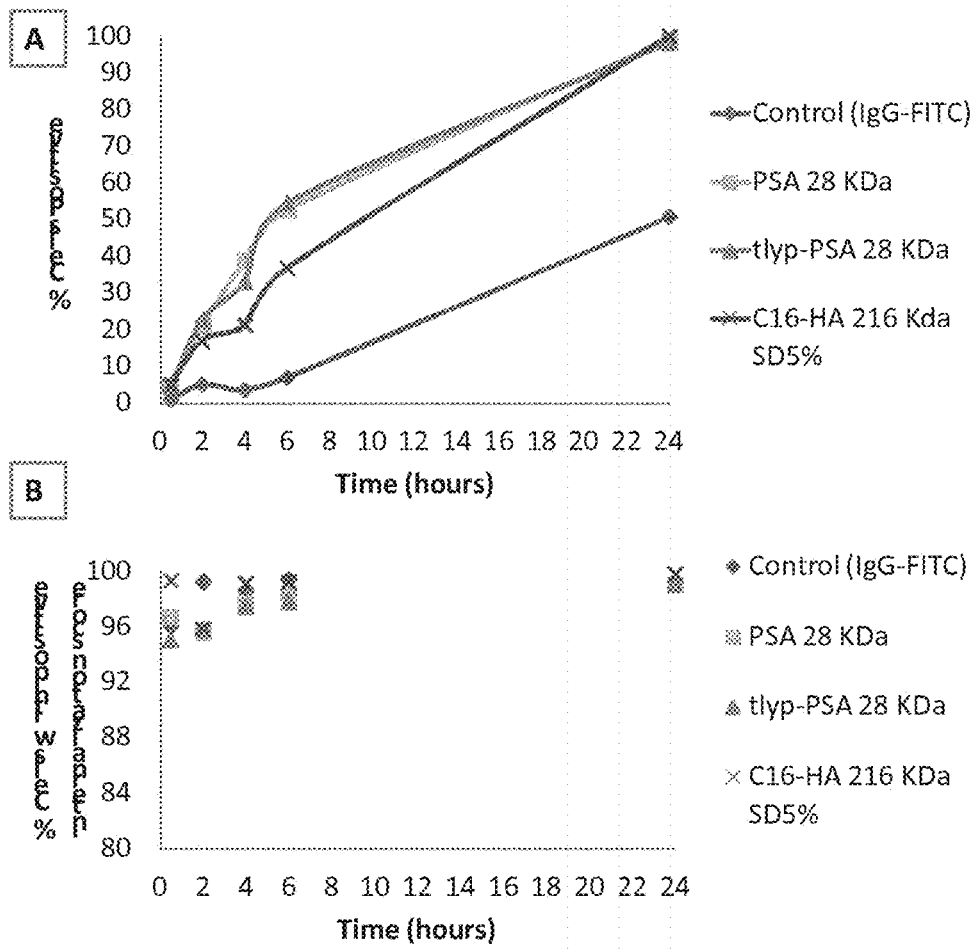 A
100
90
80
70
60
50
40
30
20
10
0
%
0 2 4 6 8 10 12 14 16 18 20 22 24
Time (hours)
Control (IgG-FITC)
PSA 28 KDa
tlyp-PSA 28 KDa
C16-HA 216 Kda
SD5%
B
100
96
92
88
84
80
%
0 2 4 6 8 10 12 14 16 18 20 22 24
Time (hours)
Control (IgG-FITC)
PSA 28 KDa
tlyp-PSA 28 KDa
C16-HA 216 KDa
SD5%